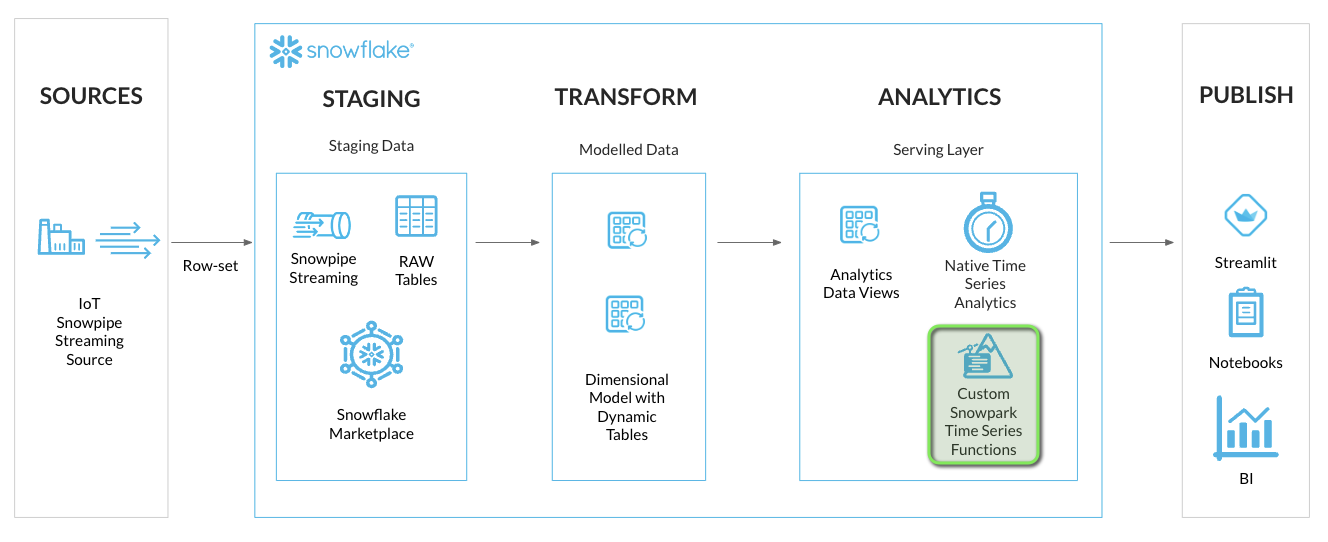 SOURCES
IoT
Snowpipe
Streaming
Source
Row-set
snowflake®
STAGING
Staging Data
Snowpipe
Streaming
RAW
Tables
Snowflake
Marketplace
TRANSFORM
Modelled Data
Dimensional
Model with
Dynamic
Tables
ANALYTICS
Serving Layer
Analytics
Data Views
Native Time
Series
Analytics
Custom
Snowpark
Time Series
Functions
PUBLISH
Streamlit
Notebooks
BI